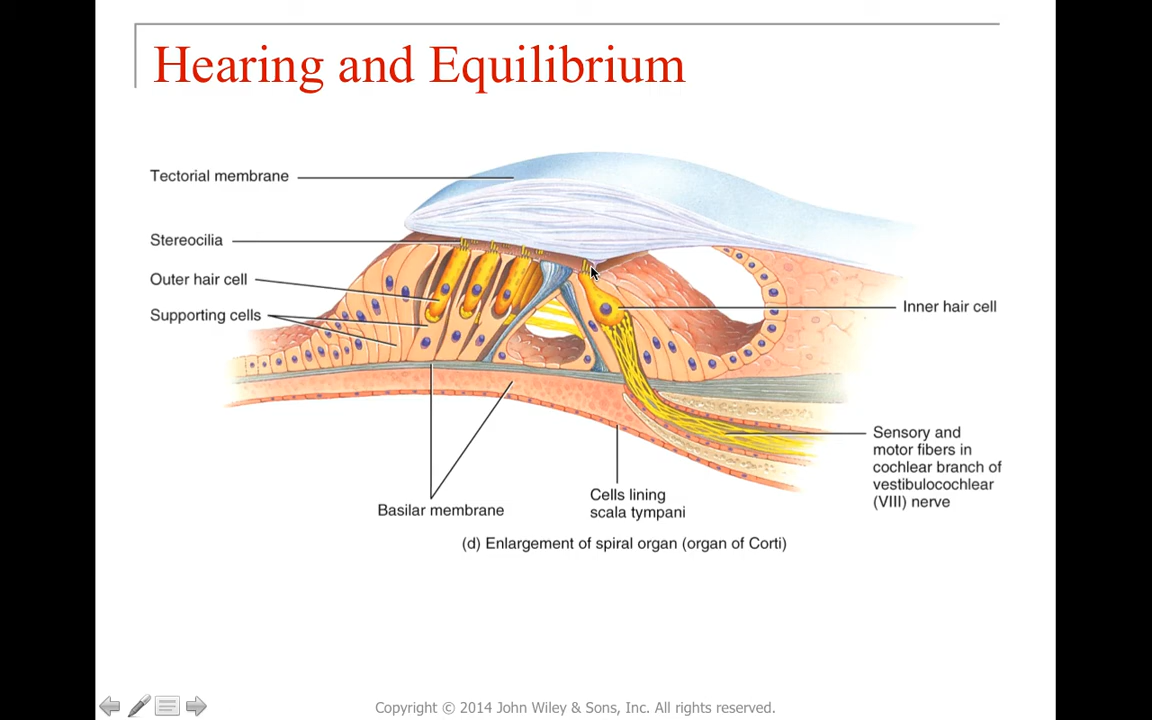 Hearing and Equilibrium
Tectorial membrane
Stereocilia
Outer hair cell
Supporting cells
Inner hair cell
Sensory and
motor fibers in
cochlear branch of
vestibulocochlear
(VIII) nerve
Basilar membrane
Cells lining
scala tympani
(d) Enlargement of spiral organ (organ of Corti)
Copyright © 2014 John Wiley & Sons, Inc. All rights reserved.